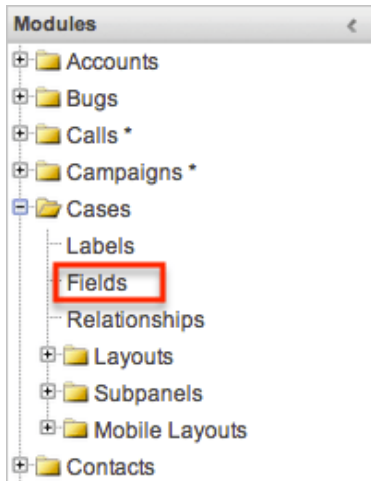 Modules
Accounts
Bugs
Calls *
Campaigns *
Cases
Labels
Fields
Relationships
Layouts
Subpanels
Mobile Layouts
Contacts